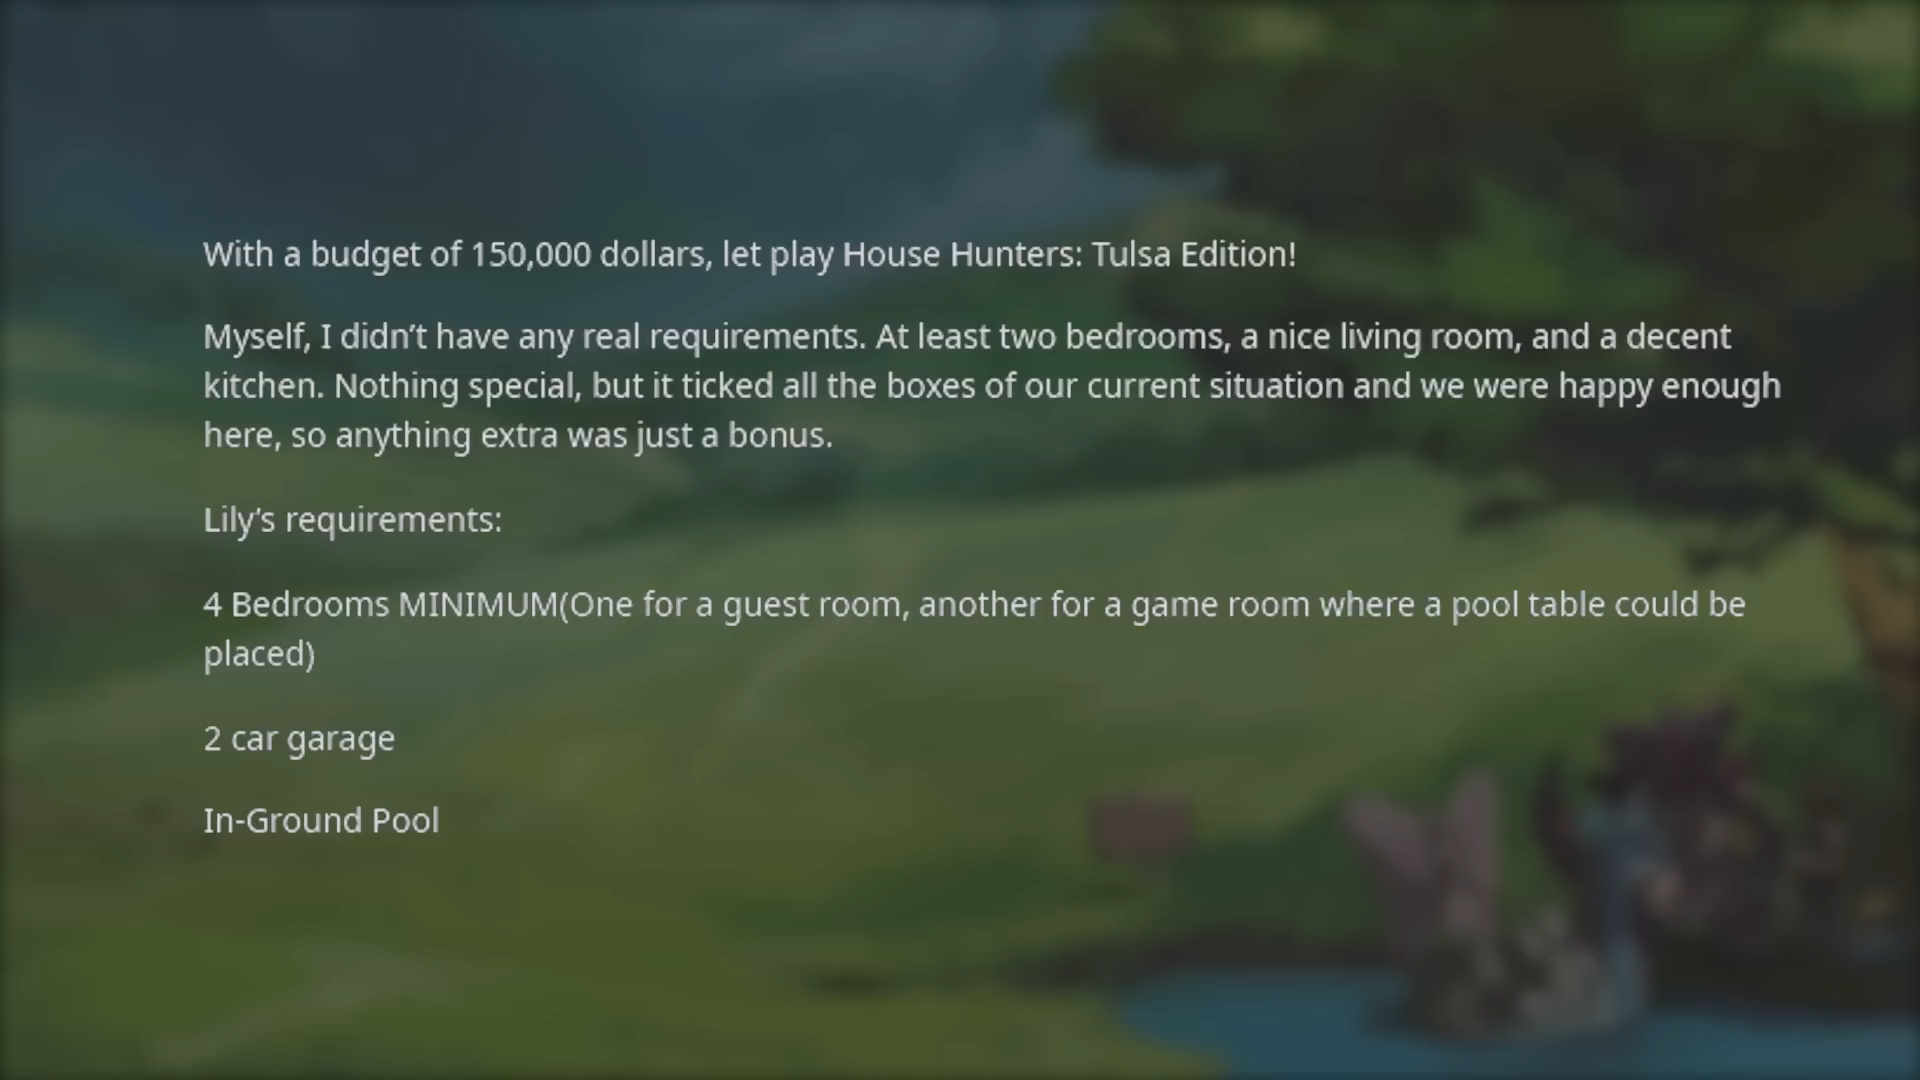 With a budget of 150,000 dollars, let play House Hunters: Tulsa Edition!
Myself, I didn’t have any real requirements. At least two bedrooms, a nice living room, and a decent
kitchen. Nothing special, but it ticked all the boxes of our current situation and we were happy enough
here, so anything extra was just a bonus.
Lily’s requirements:
4 Bedrooms MINIMUM(One for a guest room, another for a game room where a pool table could be
placed)
2 car garage
In-Ground Pool